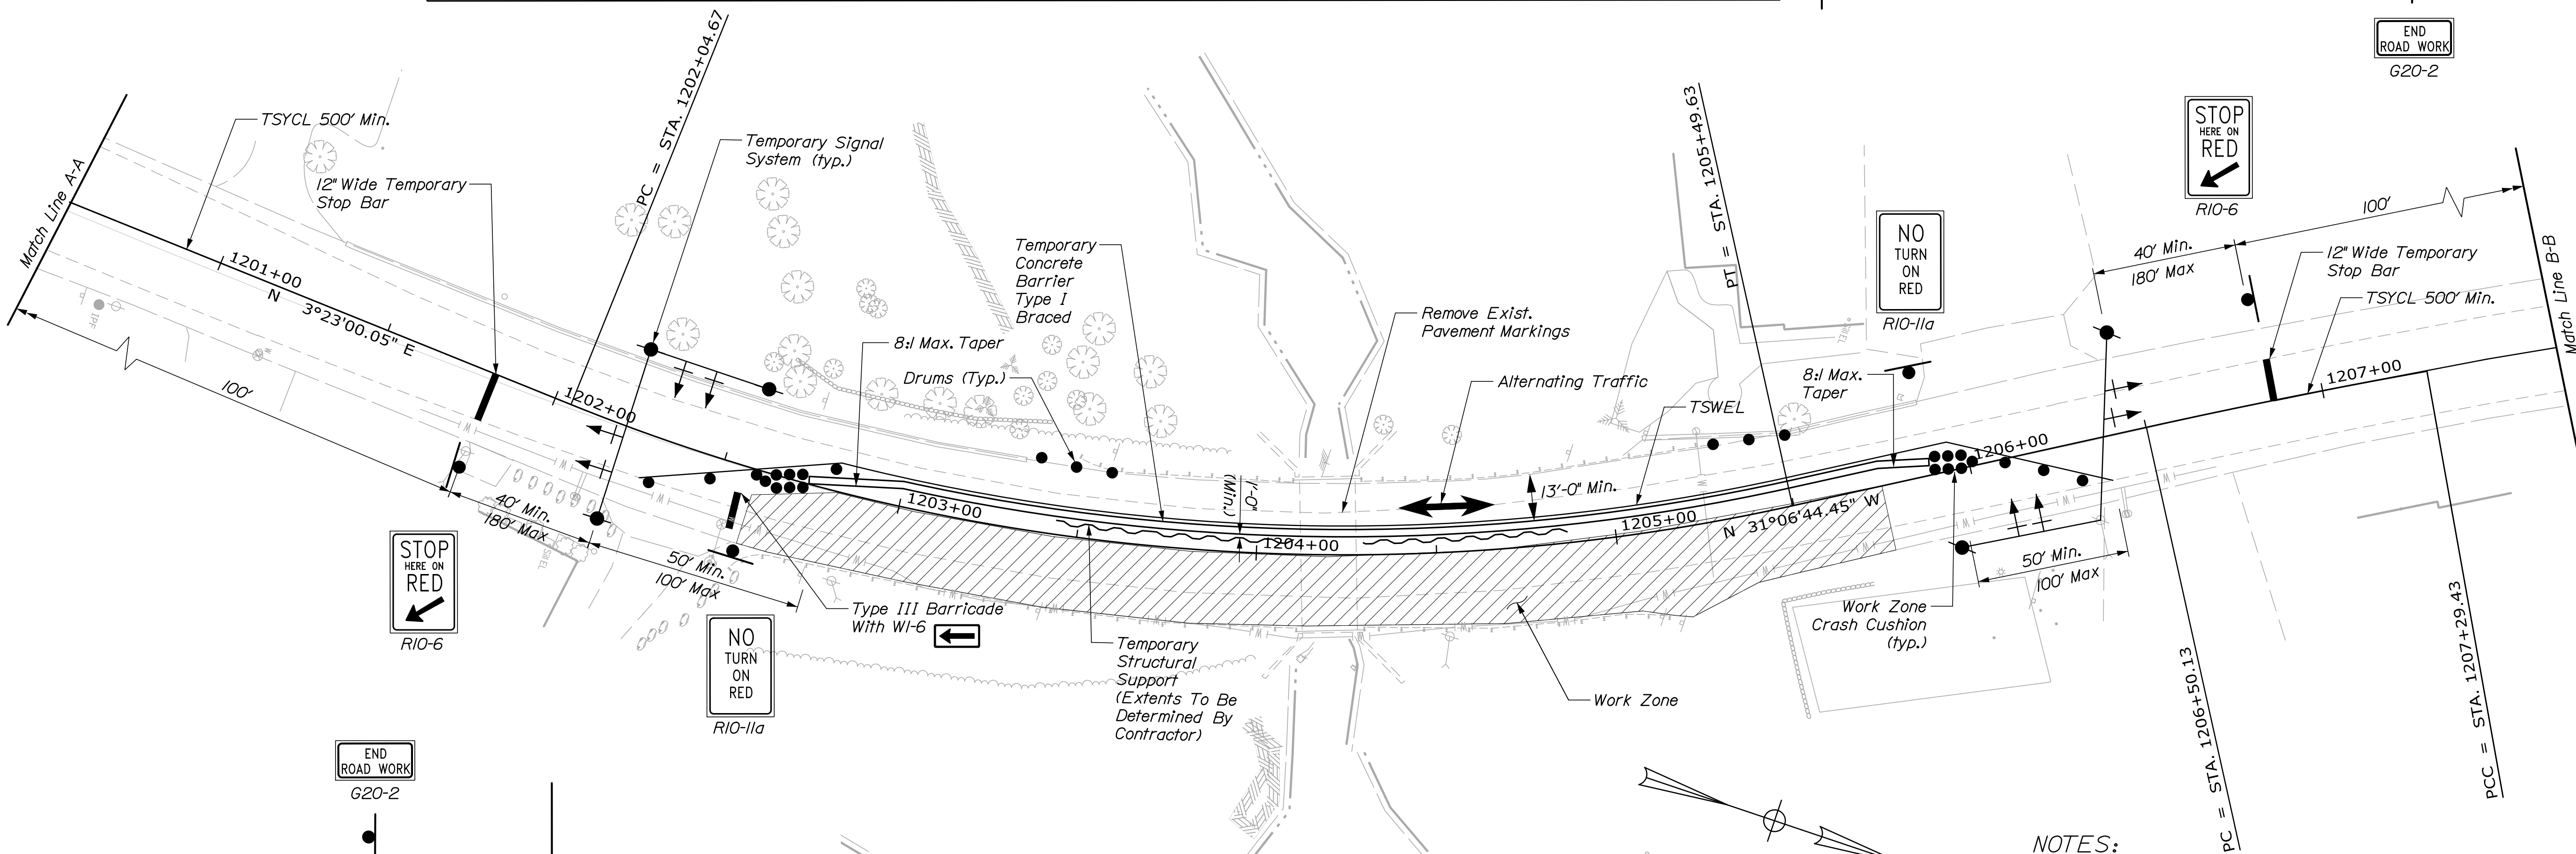 END
ROAD WORK
G20-2
STOP
HERE ON
RED
R10-6
NO
TURN
ON
RED
R10-11a
Match Line A-A
TSYCL 500' Min.
12" Wide Temporary
Stop Bar
PC = STA. 1202+04.67
Temporary Signal
System (typ.)
Temporary
Concrete
Barrier
Type I
Braced
8:1 Max. Taper
Drums (Typ.)
Remove Exist.
Pavement Markings
Alternating Traffic
TSWEL
PT = STA. 1205+49.63
8:1 Max.
Taper
40' Min.
180' Max
100'
12" Wide Temporary
Stop Bar
TSYCL 500' Min.
Match Line B-B
1201+00
N 3°23'00.05" E
1202+00
1203+00
1204+00
1205+00
N 31°06'44.45" W
1206+00
1207+00
1'-0"
(Min.)
13'-0" Min.
IPF
100'
40' Min.
180' Max
50' Min.
100' Max
W
SILEL
SILEL
STOP
HERE ON
RED
R10-6
NO
TURN
ON
RED
R10-11a
Type III Barricade
With W1-6
Temporary
Structural
Support
(Extents To Be
Determined By
Contractor)
Work Zone
Work Zone
Crash Cushion
(typ.)
50' Min.
100' Max
PC = STA. 1206+50.13
PCC = STA. 1207+29.43
END
ROAD WORK
G20-2
NOTES: